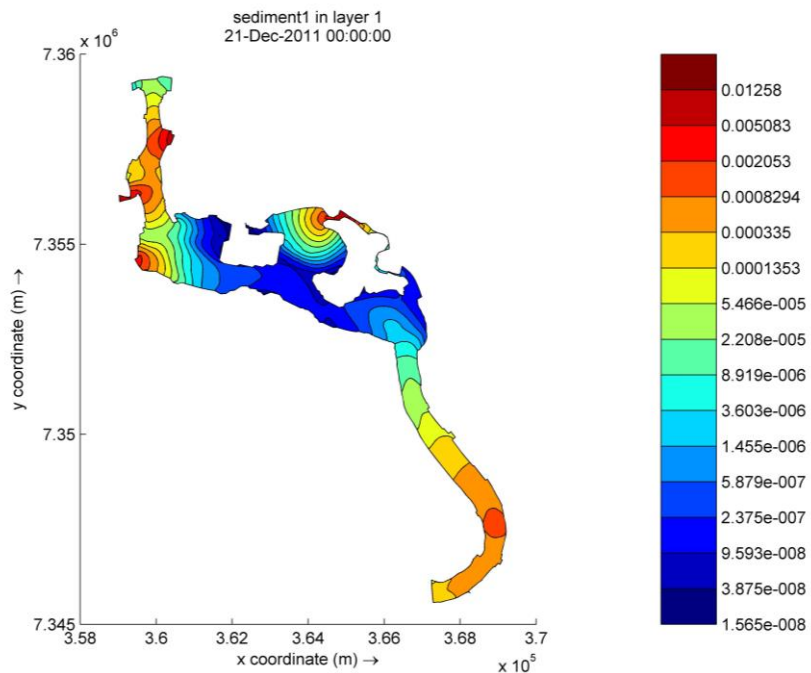 sediment1 in layer 1
21-Dec-2011 00:00:00
x 10^6
7.36
7.355
7.35
7.345
y coordinate (m) →
3.58
3.6
3.62
3.64
3.66
3.68
3.7
x coordinate (m) →
x 10^5
0.01258
0.005083
0.002053
0.0008294
0.000335
0.0001353
5.466e-005
2.208e-005
8.919e-006
3.603e-006
1.455e-006
5.879e-007
2.375e-007
9.593e-008
3.875e-008
1.565e-008